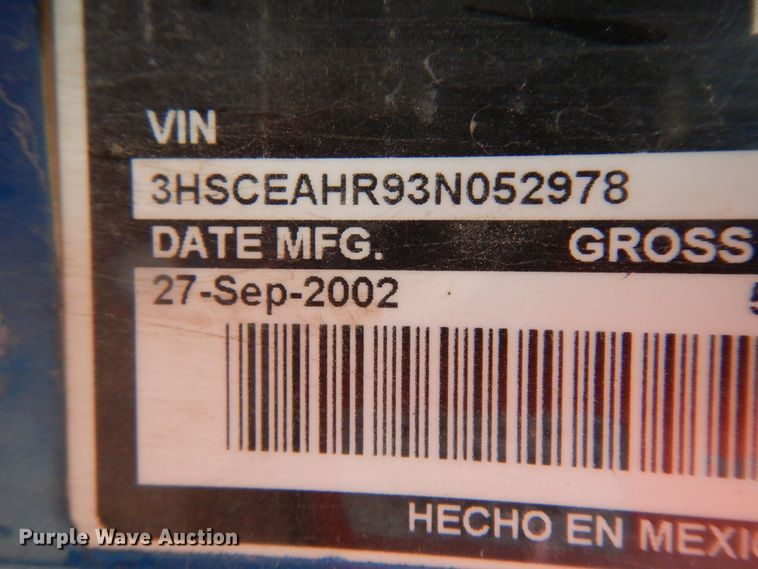 VIN
3HSCEAHR93N052978
DATE MFG. GROSS
27-Sep-2002
HECHO EN MEXIC
Purple Wave Auction